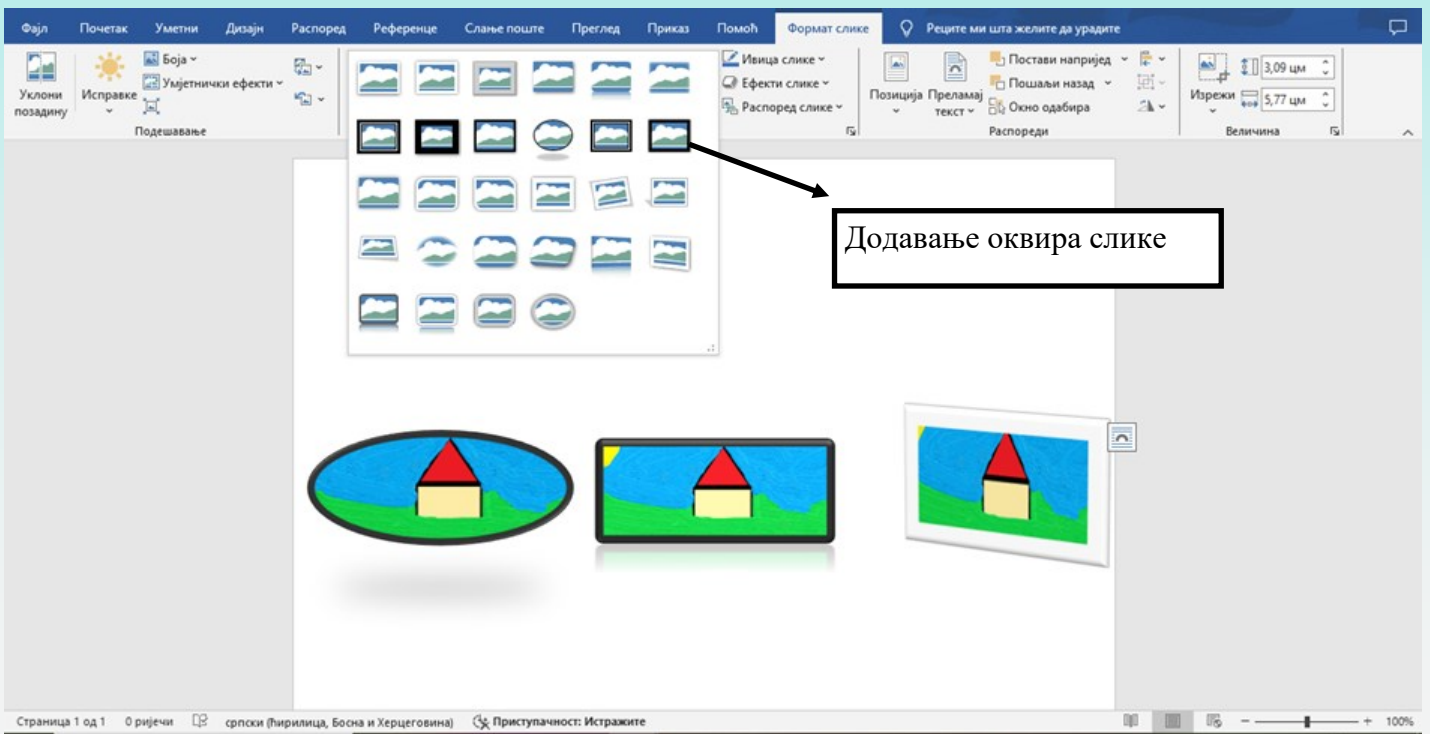 Фајл Почетак Уметни Дизајн Распоред Референце Слање поште Преглед Приказ Помоћ Формат слике Реците ми шта желите да урадите
Уклони позадину
Исправке
Боја
Умјетнички ефекти
Подешавање
Ивица слике
Ефекти слике
Распоред слике
Позиција
Преламај текст
Постави напријед
Пошаљи назад
Окно одабира
Распореди
Изрежи
3,09 цм
5,77 цм
Величина
Додавање оквира слике
Страница 1 од 1 0 ријечи српски (ћирилица, Босна и Херцеговина) Приступачност: Истражите 100%